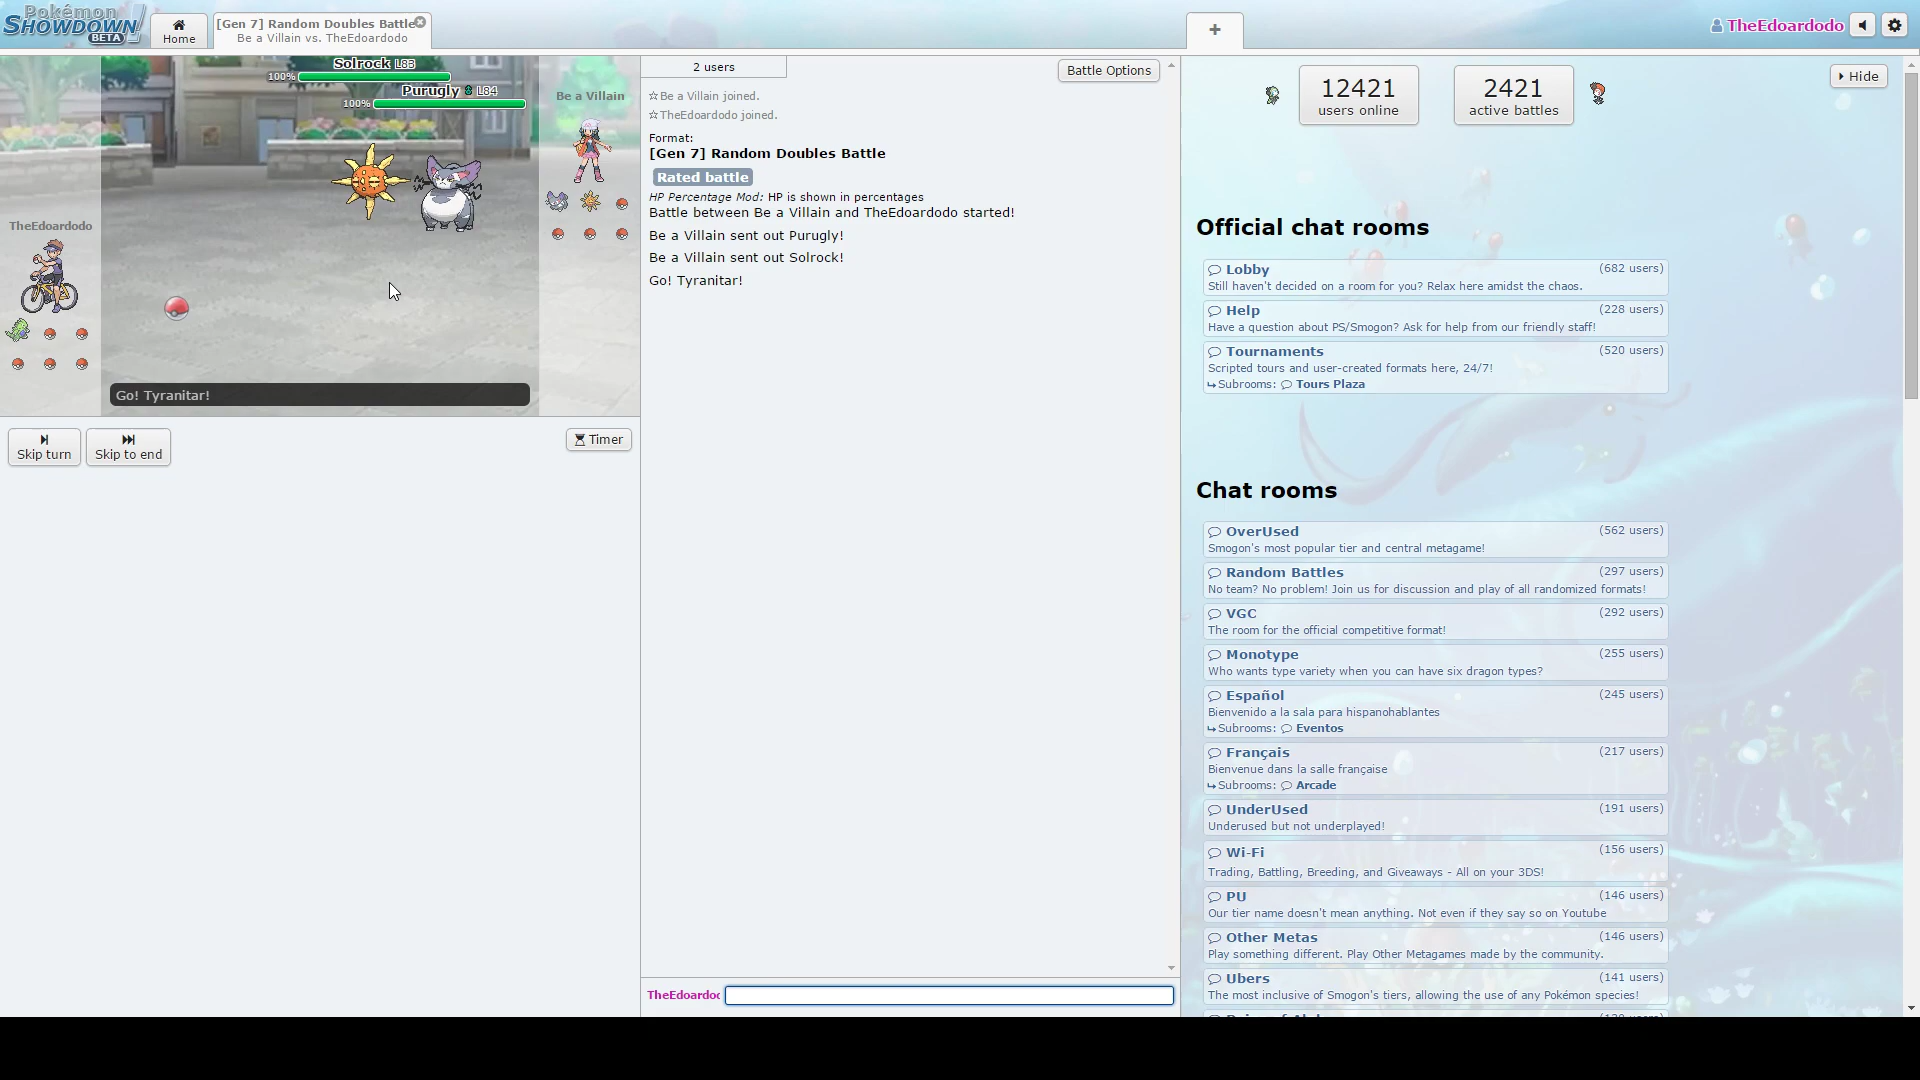 Pokémon
SHOWDOWN!
BETA
Home
[Gen 7] Random Doubles Battle
Be a Villain vs. TheEdoardodo
TheEdoardodo
Solrock L83
100%
Purugly L84
100%
Be a Villain
TheEdoardodo
Go! Tyranitar!
Skip turn
Skip to end
Timer
2 users
Battle Options
☆Be a Villain joined.
☆TheEdoardodo joined.
Format:
[Gen 7] Random Doubles Battle
Rated battle
HP Percentage Mod: HP is shown in percentages
Battle between Be a Villain and TheEdoardodo started!
Be a Villain sent out Purugly!
Be a Villain sent out Solrock!
Go! Tyranitar!
TheEdoardoc
12421
users online
2421
active battles
Hide
Official chat rooms
Lobby (682 users)
Still haven't decided on a room for you? Relax here amidst the chaos.
Help (228 users)
Have a question about PS/Smogon? Ask for help from our friendly staff!
Tournaments (520 users)
Scripted tours and user-created formats here, 24/7!
↳Subrooms: Tours Plaza
Chat rooms
OverUsed (562 users)
Smogon's most popular tier and central metagame!
Random Battles (297 users)
No team? No problem! Join us for discussion and play of all randomized formats!
VGC (292 users)
The room for the official competitive format!
Monotype (255 users)
Who wants type variety when you can have six dragon types?
Español (245 users)
Bienvenido a la sala para hispanohablantes
↳Subrooms: Eventos
Français (217 users)
Bienvenue dans la salle française
↳Subrooms: Arcade
UnderUsed (191 users)
Underused but not underplayed!
Wi-Fi (156 users)
Trading, Battling, Breeding, and Giveaways - All on your 3DS!
PU (146 users)
Our tier name doesn't mean anything. Not even if they say so on Youtube
Other Metas (146 users)
Play something different. Play Other Metagames made by the community.
Ubers (141 users)
The most inclusive of Smogon's tiers, allowing the use of any Pokémon species!